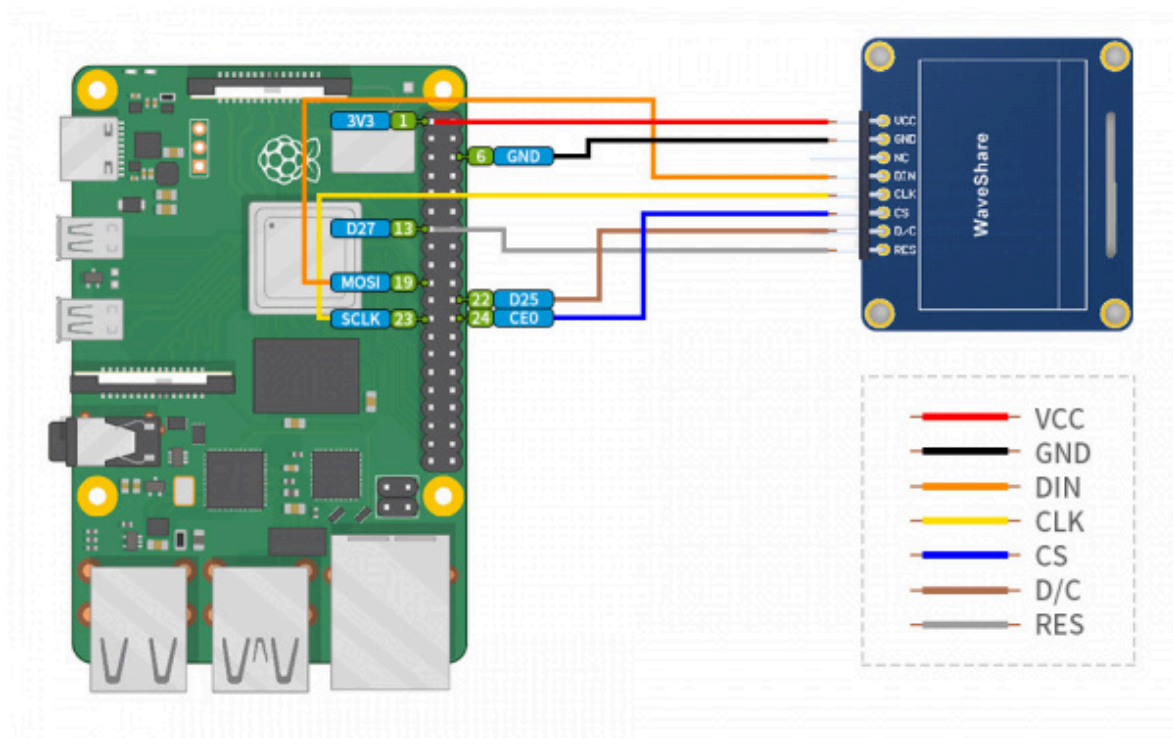 3V3 1
6 GND
D27 13
MOSI 19
22 D25
SCLK 23
24 CE0
VCC
GND
NC
DIN
CLK
CS
D/C
RES
WaveShare
VCC
GND
DIN
CLK
CS
D/C
RES